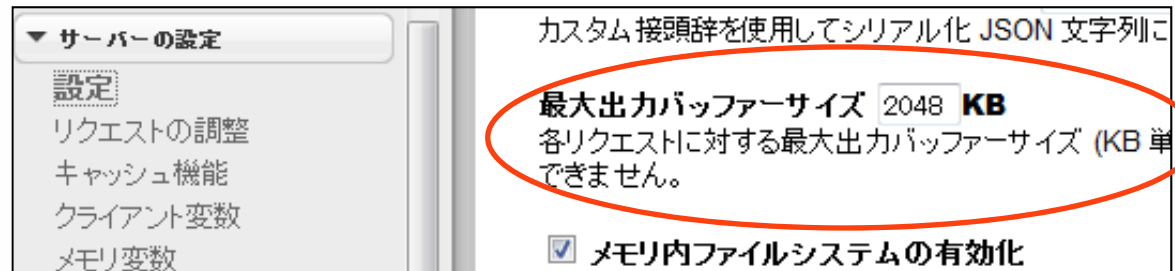 ▼ サーバーの設定
設定
リクエストの調整
キャッシュ機能
クライアント変数
メモリ変数
カスタム接頭辞を使用してシリアル化 JSON 文字列に
最大出力バッファーサイズ 2048 KB
各リクエストに対する最大出力バッファーサイズ (KB 単
できません。
メモリ内ファイルシステムの有効化